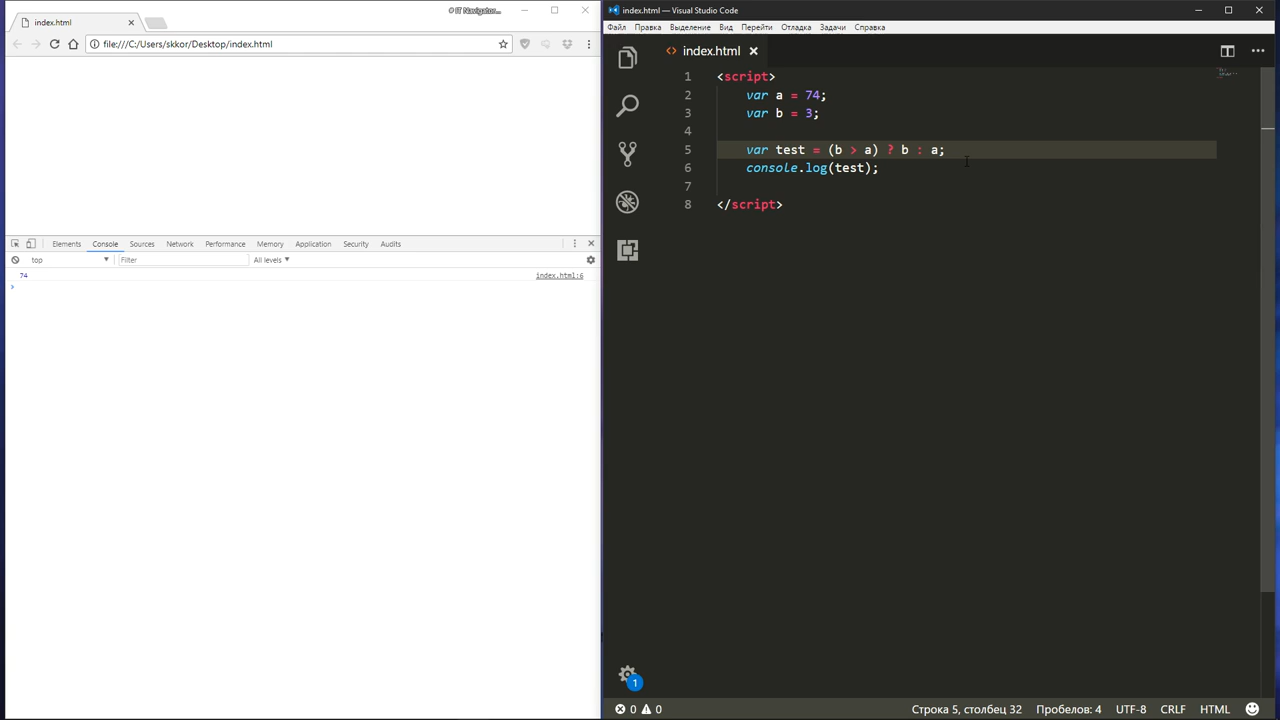 index.html
# IT Navigator...
file:///C:/Users/skkor/Desktop/index.html
Elements Console Sources Network Performance Memory Application Security Audits
top Filter All levels
74 index.html:6
index.html — Visual Studio Code
Файл Правка Выделение Вид Перейти Отладка Задачи Справка
index.html
1 <script>
2 var a = 74;
3 var b = 3;
4
5 var test = (b > a) ? b : a;
6 console.log(test);
7
8 </script>
1
0 0 Строка 5, столбец 32 Пробелов: 4 UTF-8 CRLF HTML